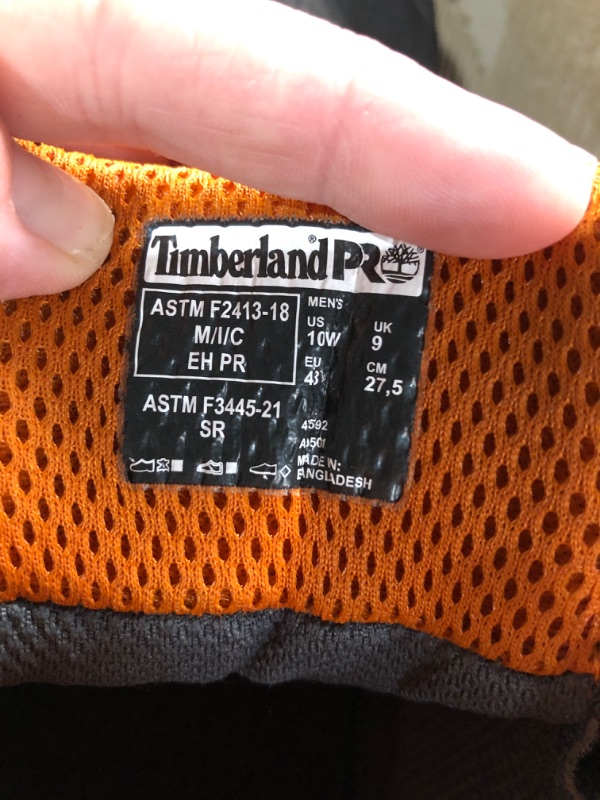 Timberland® PRO®
ASTM F2413-18
M/I/C
EH PR
ASTM F3445-21
SR
MEN'S
US
10W
UK
9
EU
CM
27,5
4592
A1501
MADE IN:
BANGLADESH